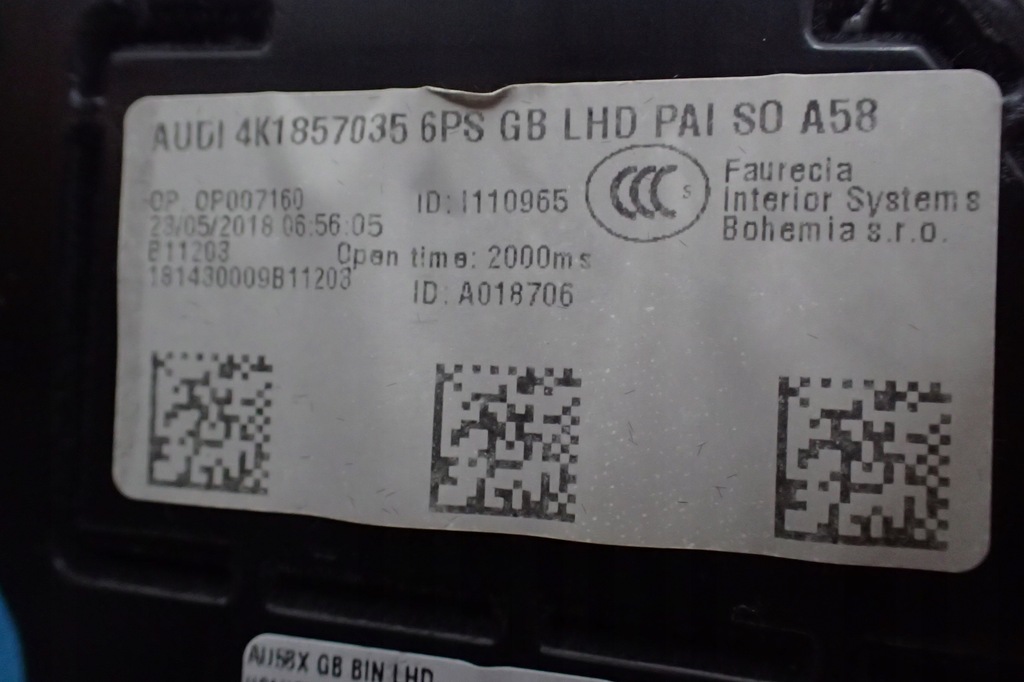 AUDI 4K1857035 6PS GB LHD PAI SO A58
OP. OP007160
ID: I110965
CCC S
Faurecia
Interior Systems
Bohemia s.r.o.
23/05/2018 06:56:05
B11203
Open time: 2000ms
181430009B11203
ID: A018706
AU58X GB BIN LHD